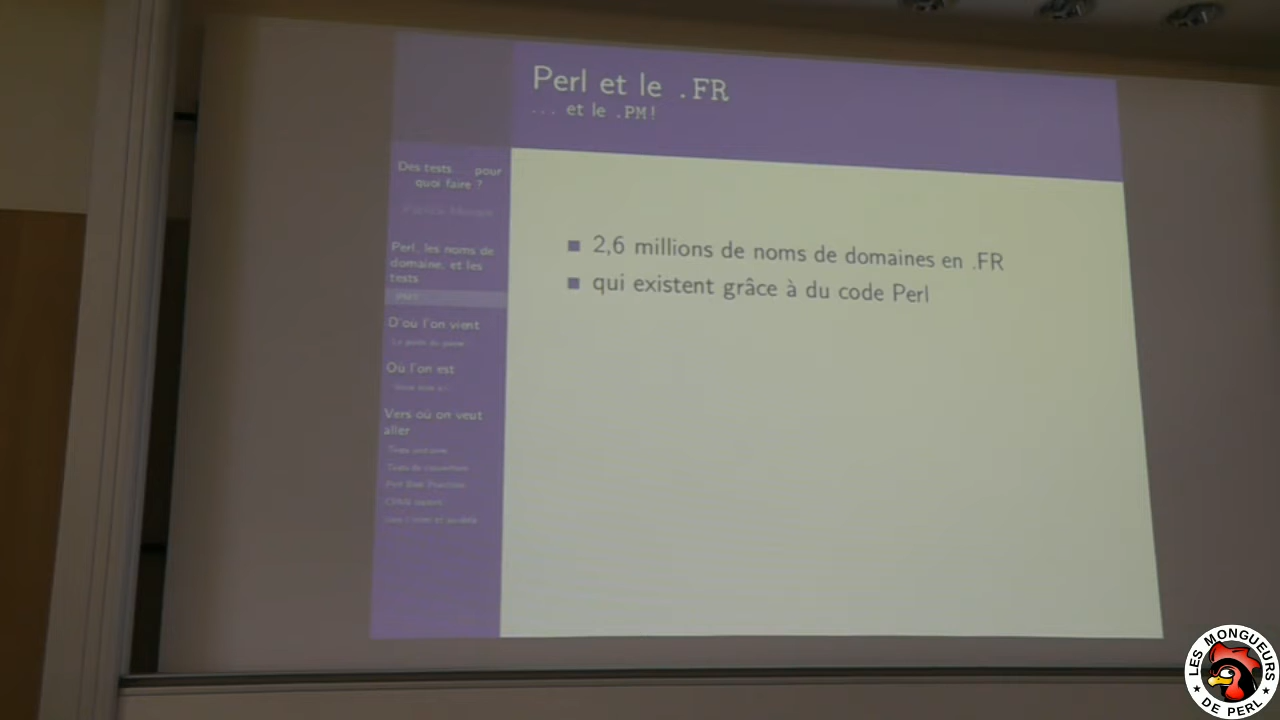 Perl et le .FR
... et le .PM!
Des tests... pour
quoi faire ?
Perl, les noms de
domaine, et les
tests
D'où l'on vient
Où l'on est
Vers où on veut
aller
2,6 millions de noms de domaines en .FR
qui existent grâce à du code Perl
LES MONGUEURS
DE PERL